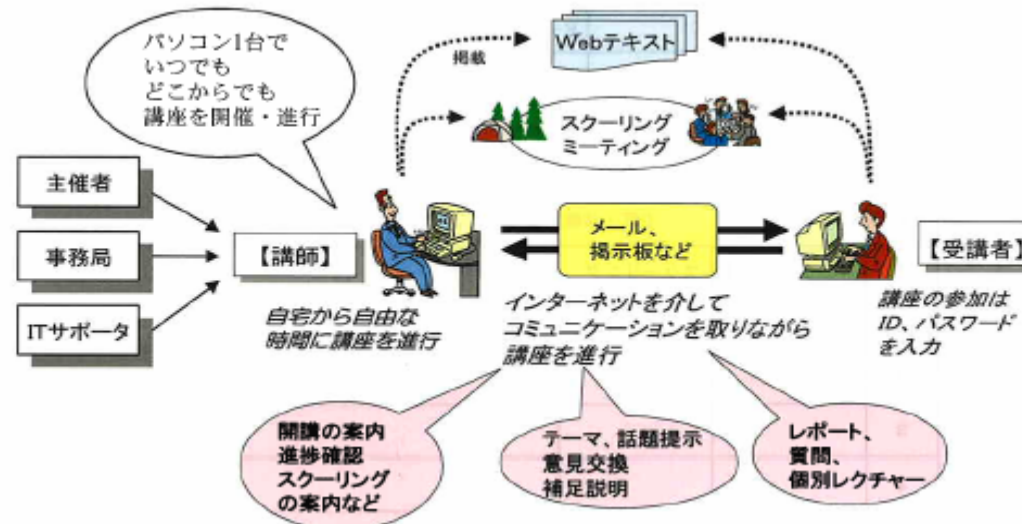 パソコン1台で
いつでも
どこからでも
講座を開催・進行
掲載
Webテキスト
スクーリング
ミーティング
主催者
事務局
ITサポータ
【講師】
メール、
掲示板など
【受講者】
自宅から自由な
時間に講座を進行
インターネットを介して
コミュニケーションを取りながら
講座を進行
講座の参加は
ID、パスワード
を入力
開講の案内
進捗確認
スクーリング
の案内など
テーマ、話題提示
意見交換
補足説明
レポート、
質問、
個別レクチャー